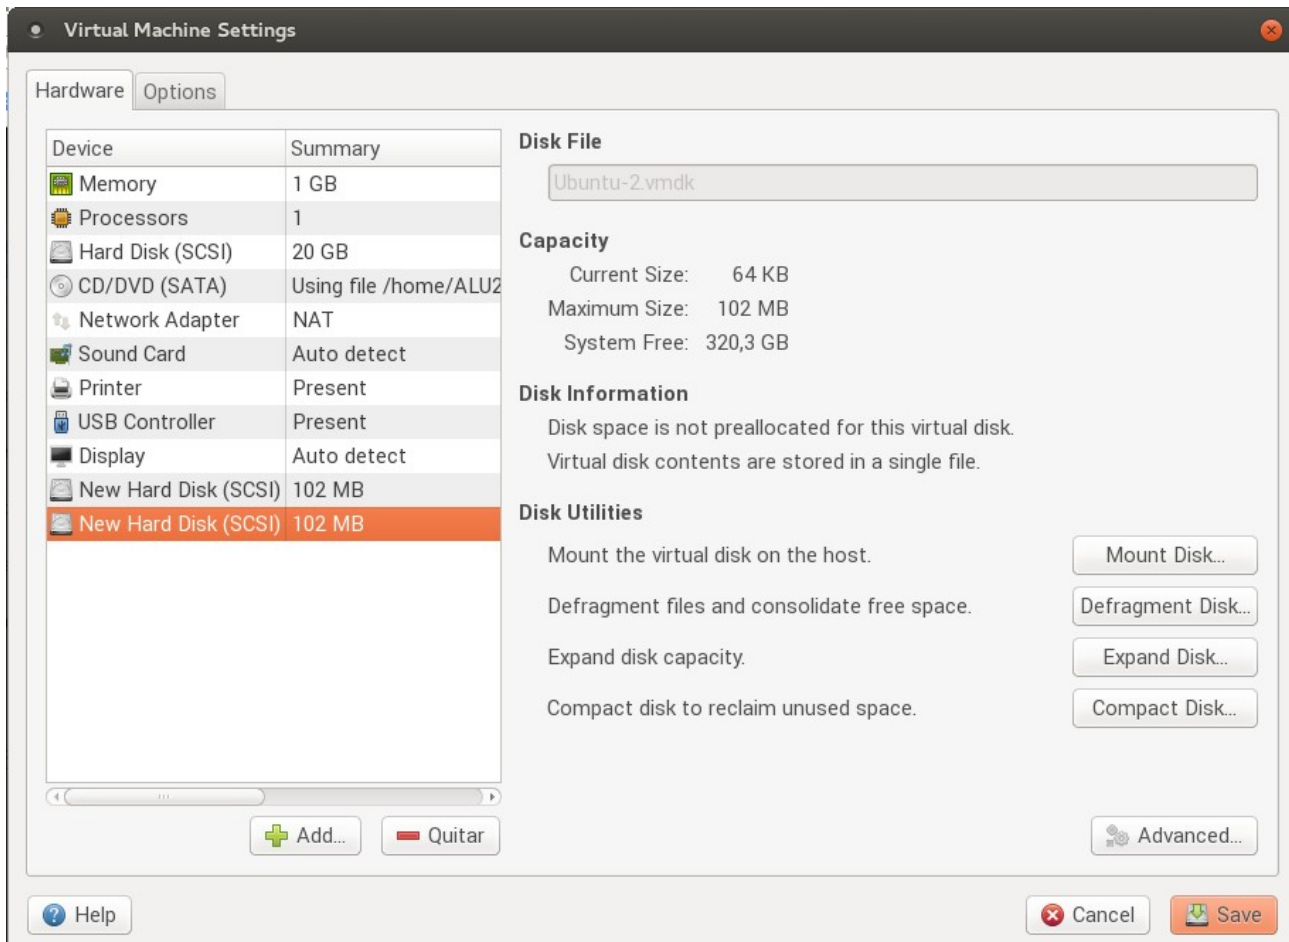 Virtual Machine Settings
Hardware Options
Device Summary
Memory 1 GB
Processors 1
Hard Disk (SCSI) 20 GB
CD/DVD (SATA) Using file /home/ALU2
Network Adapter NAT
Sound Card Auto detect
Printer Present
USB Controller Present
Display Auto detect
New Hard Disk (SCSI) 102 MB
New Hard Disk (SCSI) 102 MB
Add... Quitar
Disk File
Ubuntu-2.vmdk
Capacity
Current Size: 64 KB
Maximum Size: 102 MB
System Free: 320,3 GB
Disk Information
Disk space is not preallocated for this virtual disk.
Virtual disk contents are stored in a single file.
Disk Utilities
Mount the virtual disk on the host. Mount Disk...
Defragment files and consolidate free space. Defragment Disk...
Expand disk capacity. Expand Disk...
Compact disk to reclaim unused space. Compact Disk...
Advanced...
Help Cancel Save